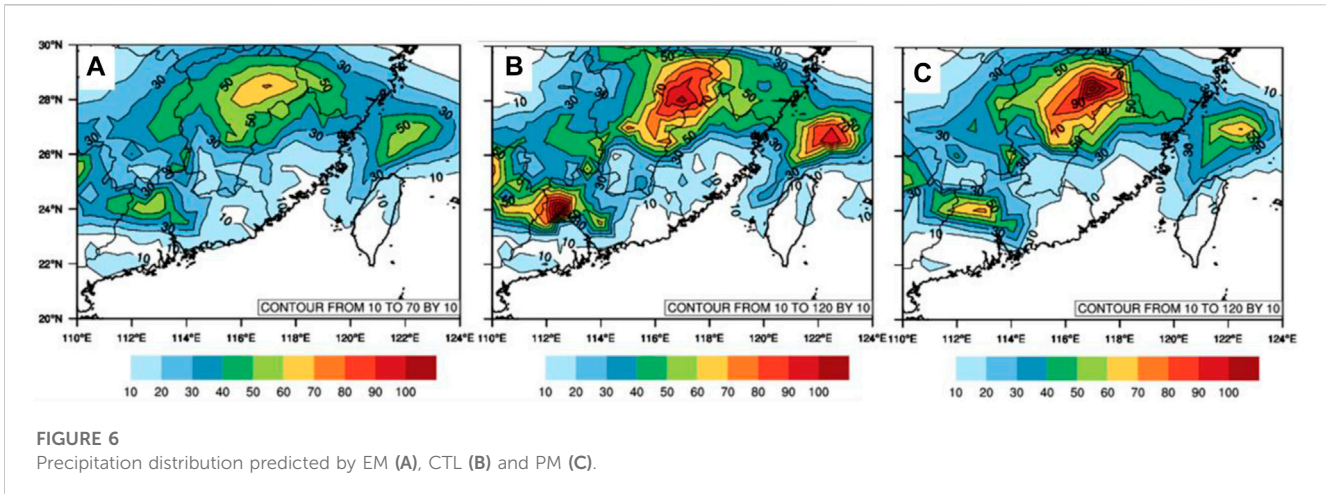 A
B
C
30°N
28°N
26°N
24°N
22°N
20°N
CONTOUR FROM 10 TO 70 BY 10
CONTOUR FROM 10 TO 120 BY 10
CONTOUR FROM 10 TO 120 BY 10
110°E 112°E 114°E 116°E 118°E 120°E 122°E 124°E
110°E 112°E 114°E 116°E 118°E 120°E 122°E 124°E
110°E 112°E 114°E 116°E 118°E 120°E 122°E 124°E
10 20 30 40 50 60 70 80 90 100
10 20 30 40 50 60 70 80 90 100
10 20 30 40 50 60 70 80 90 100
FIGURE 6
Precipitation distribution predicted by EM (A), CTL (B) and PM (C).